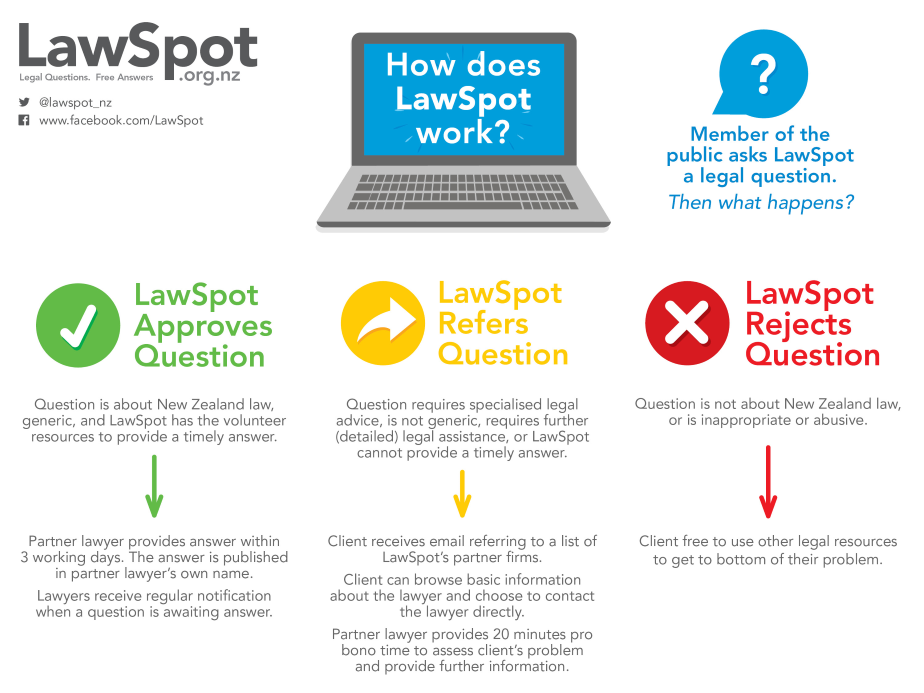 LawSpot
Legal Questions. Free Answers
.org.nz
@lawspot_nz
www.facebook.com/LawSpot
How does
LawSpot
work?
?
Member of the
public asks LawSpot
a legal question.
Then what happens?
LawSpot
Approves
Question
Question is about New Zealand law,
generic, and LawSpot has the volunteer
resources to provide a timely answer.
Partner lawyer provides answer within
3 working days. The answer is published
in partner lawyer's own name.
Lawyers receive regular notification
when a question is awaiting answer.
LawSpot
Refers
Question
Question requires specialised legal
advice, is not generic, requires further
(detailed) legal assistance, or LawSpot
cannot provide a timely answer.
Client receives email referring to a list of
LawSpot's partner firms.
Client can browse basic information
about the lawyer and choose to contact
the lawyer directly.
Partner lawyer provides 20 minutes pro
bono time to assess client's problem
and provide further information.
LawSpot
Rejects
Question
Question is not about New Zealand law,
or is inappropriate or abusive.
Client free to use other legal resources
to get to bottom of their problem.